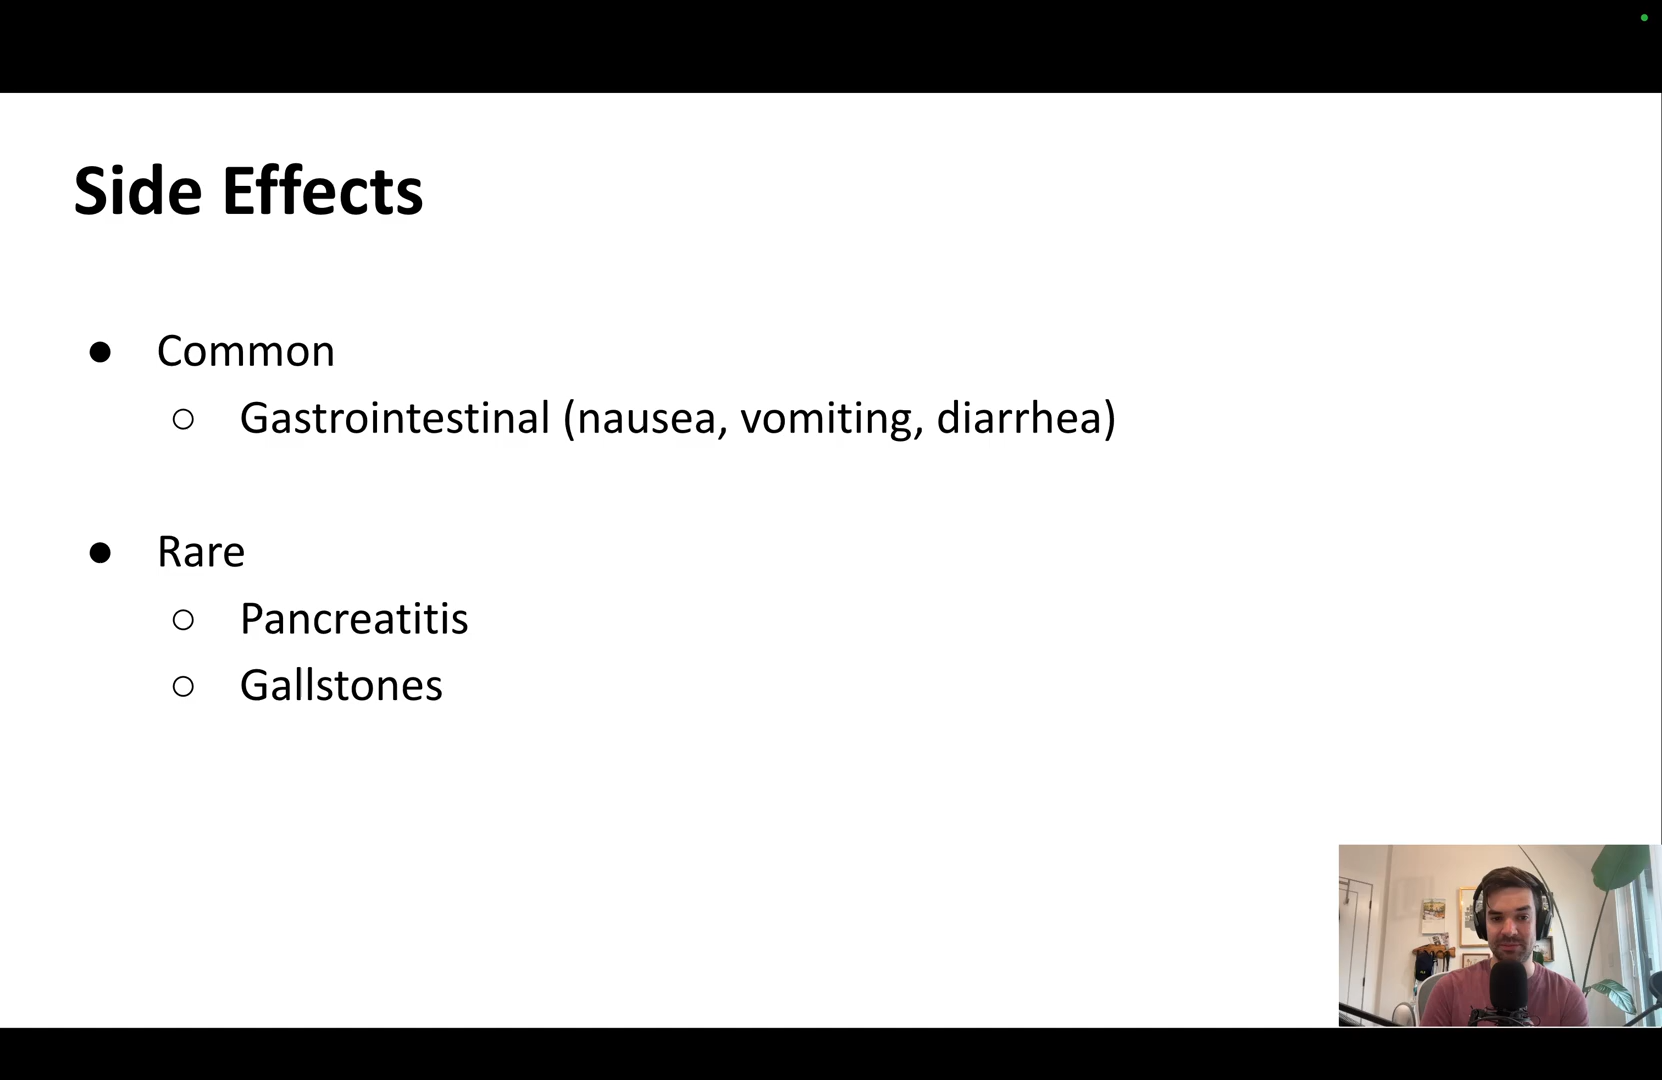 Side Effects
● Common
○ Gastrointestinal (nausea, vomiting, diarrhea)
● Rare
○ Pancreatitis
○ Gallstones